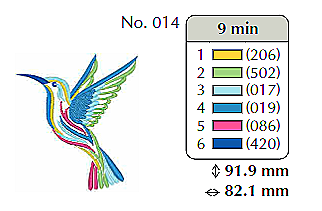 No. 014
9 min
1 (206)
2 (502)
3 (017)
4 (019)
5 (086)
6 (420)
91.9 mm
82.1 mm